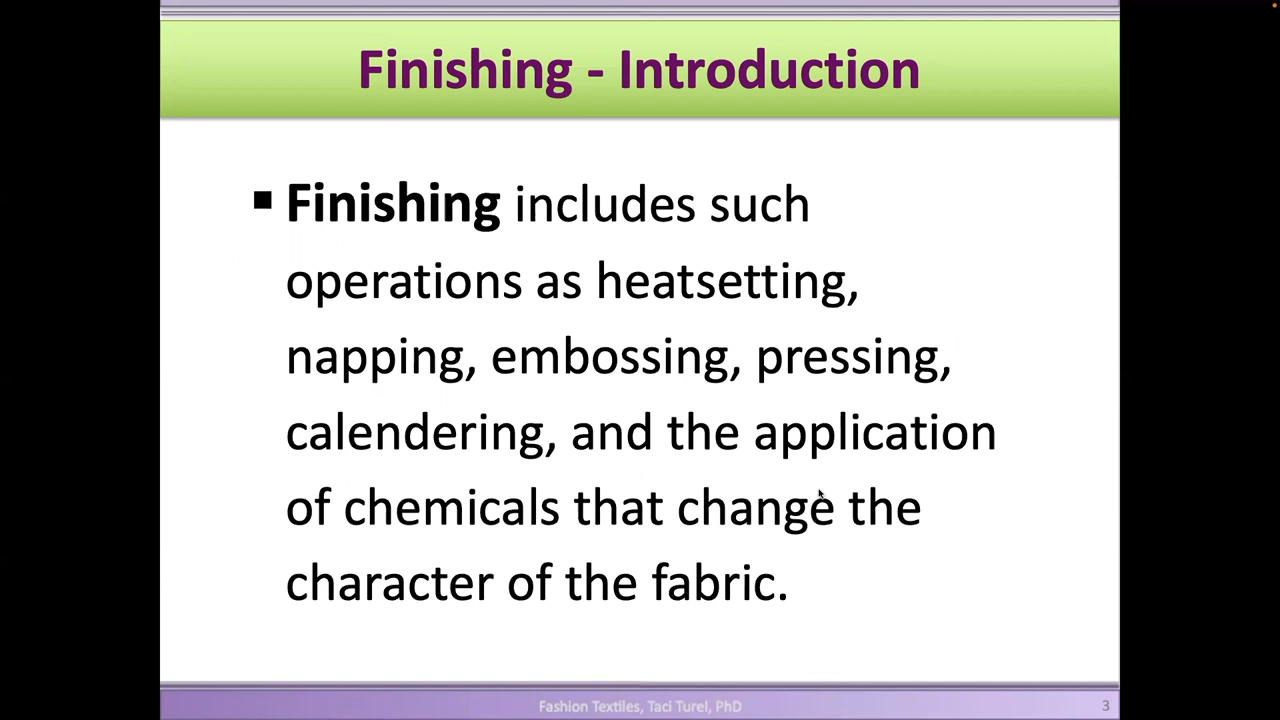 Finishing - Introduction
▪ Finishing includes such
operations as heatsetting,
napping, embossing, pressing,
calendering, and the application
of chemicals that change the
character of the fabric.
Fashion Textiles, Taci Turel, PhD
3